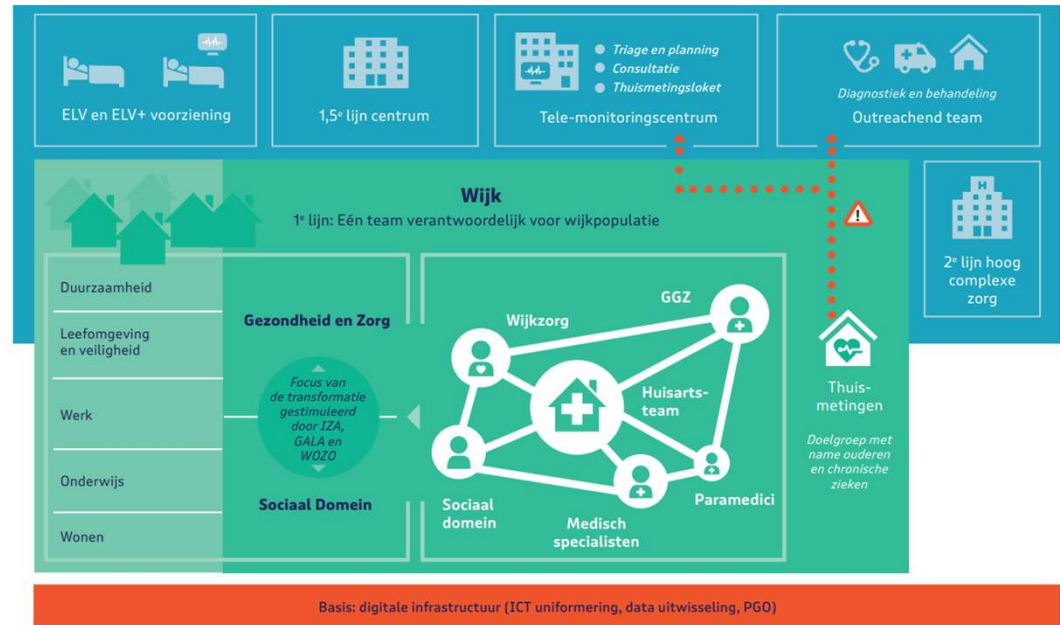 ELV en ELV+ voorziening
1,5e lijn centrum
Triage en planning
Consultatie
Thuismetingsloket
Tele-monitoringscentrum
Diagnostiek en behandeling
Outreachend team
H
2e lijn hoog
complexe
zorg
Wijk
1e lijn: Eén team verantwoordelijk voor wijkpopulatie
Duurzaamheid
Leefomgeving
en veiligheid
Werk
Onderwijs
Wonen
Gezondheid en Zorg
Focus van
de transformatie
gestimuleerd
door IZA,
GALA en
WOZO
Sociaal Domein
Wijkzorg
GGZ
Huisarts-
team
Sociaal
domein
Medisch
specialisten
Paramedici
!
Thuis-
metingen
Doelgroep met
name ouderen
en chronische
zieken
Basis: digitale infrastructuur (ICT uniformering, data uitwisseling, PGO)